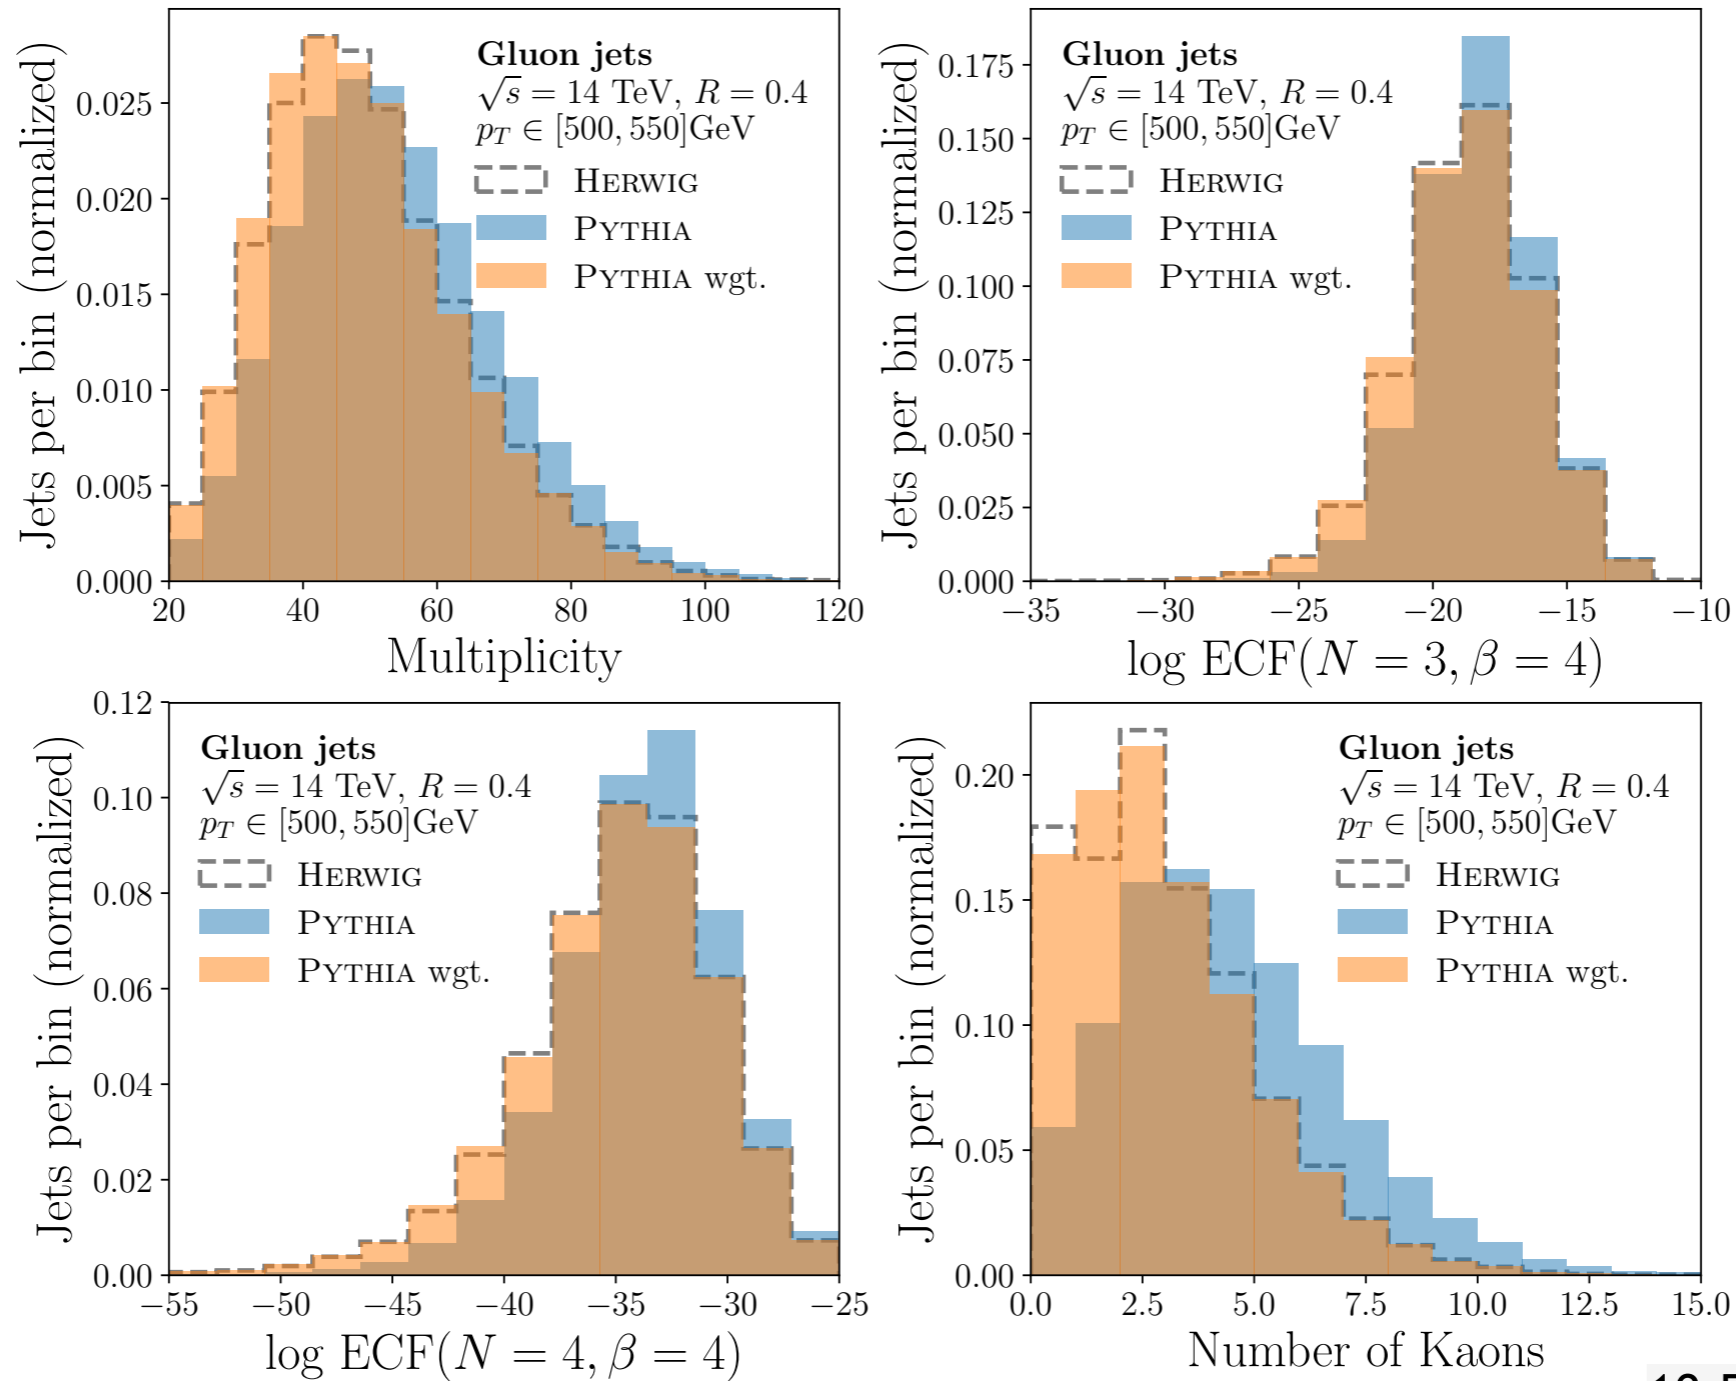 Jets per bin (normalized)
0.025
0.020
0.015
0.010
0.005
0.000
Gluon jets
√s = 14 TeV, R = 0.4
p_T ∈ [500, 550]GeV
HERWIG
PYTHIA
PYTHIA wgt.
20 40 60 80 100 120
Multiplicity
Jets per bin (normalized)
0.175
0.150
0.125
0.100
0.075
0.050
0.025
0.000
Gluon jets
√s = 14 TeV, R = 0.4
p_T ∈ [500, 550]GeV
HERWIG
PYTHIA
PYTHIA wgt.
−35 −30 −25 −20 −15 −10
log ECF(N = 3, β = 4)
Jets per bin (normalized)
0.12
0.10
0.08
0.06
0.04
0.02
0.00
Gluon jets
√s = 14 TeV, R = 0.4
p_T ∈ [500, 550]GeV
HERWIG
PYTHIA
PYTHIA wgt.
−55 −50 −45 −40 −35 −30 −25
log ECF(N = 4, β = 4)
Jets per bin (normalized)
0.20
0.15
0.10
0.05
0.00
Gluon jets
√s = 14 TeV, R = 0.4
p_T ∈ [500, 550]GeV
HERWIG
PYTHIA
PYTHIA wgt.
0.0 2.5 5.0 7.5 10.0 12.5 15.0
Number of Kaons